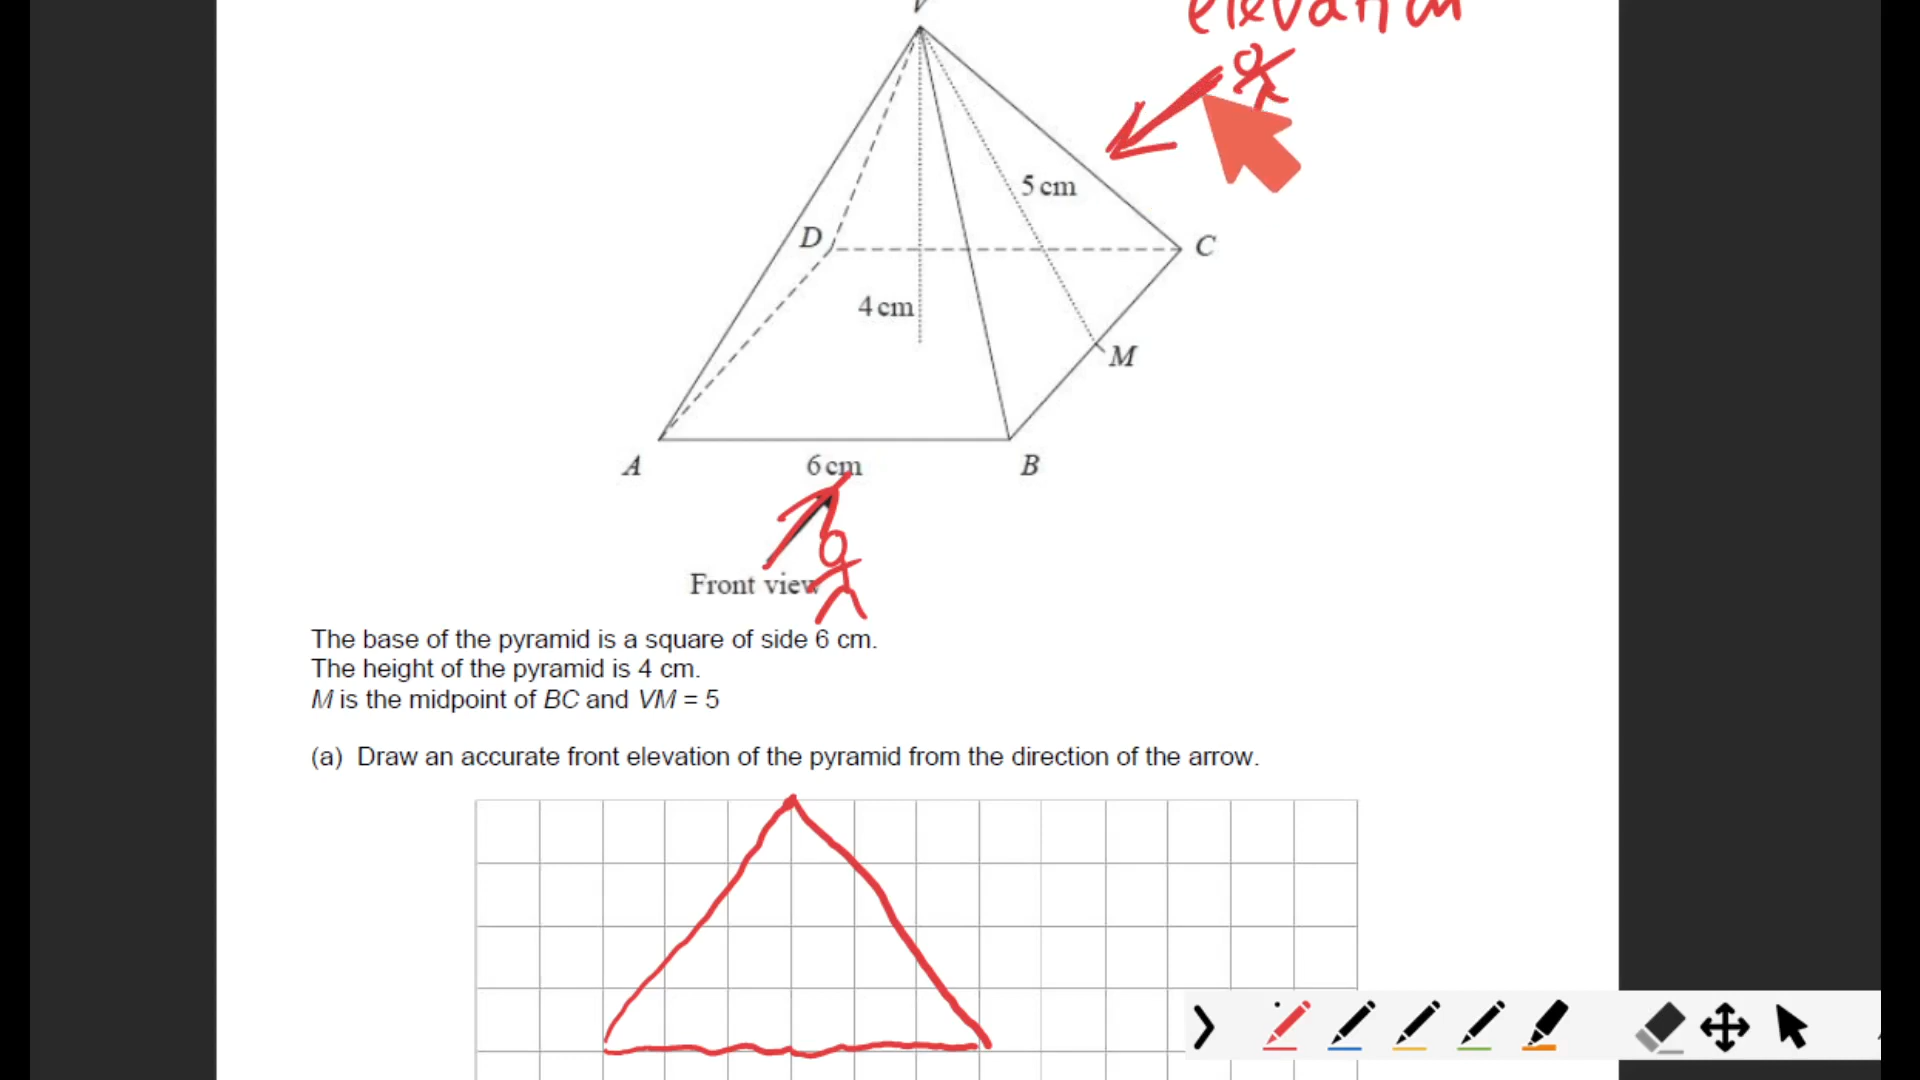 V
elevation
5 cm
D
C
4 cm
M
A
6 cm
B
Front view
The base of the pyramid is a square of side 6 cm.
The height of the pyramid is 4 cm.
M is the midpoint of BC and VM = 5
(a) Draw an accurate front elevation of the pyramid from the direction of the arrow.